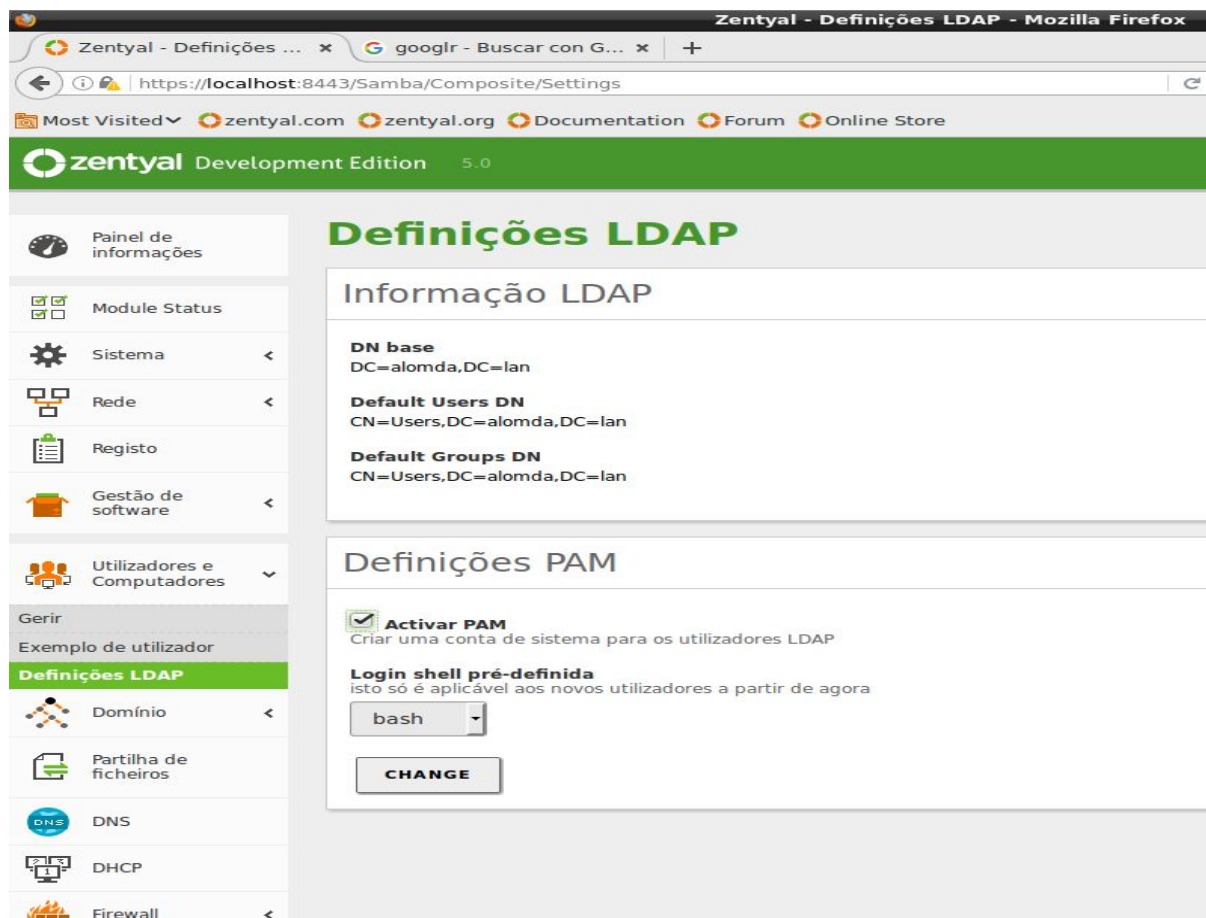 Zentyal - Definições LDAP - Mozilla Firefox
Zentyal - Definições ...
googlr - Buscar con G...
https://localhost:8443/Samba/Composite/Settings
Most Visited
zentyal.com
zentyal.org
Documentation
Forum
Online Store
zentyal Development Edition 5.0
Painel de
informações
Module Status
Sistema
Rede
Registo
Gestão de
software
Utilizadores e
Computadores
Gerir
Exemplo de utilizador
Definições LDAP
Domínio
Partilha de
ficheiros
DNS
DNS
DHCP
Firewall
Definições LDAP
Informação LDAP
DN base
DC=alomda,DC=lan
Default Users DN
CN=Users,DC=alomda,DC=lan
Default Groups DN
CN=Users,DC=alomda,DC=lan
Definições PAM
Activar PAM
Criar uma conta de sistema para os utilizadores LDAP
Login shell pré-definida
isto só é aplicável aos novos utilizadores a partir de agora
bash
CHANGE